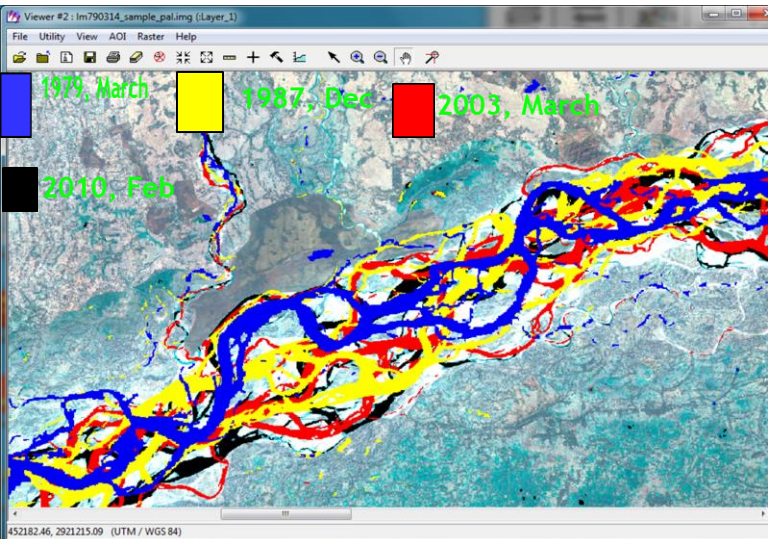 Viewer #2 : lm790314_sample_pal.img (:Layer_1)
File Utility View AOI Raster Help
1979, March
1987, Dec
2003, March
2010, Feb
452182.46, 2921215.09 (UTM / WGS 84)